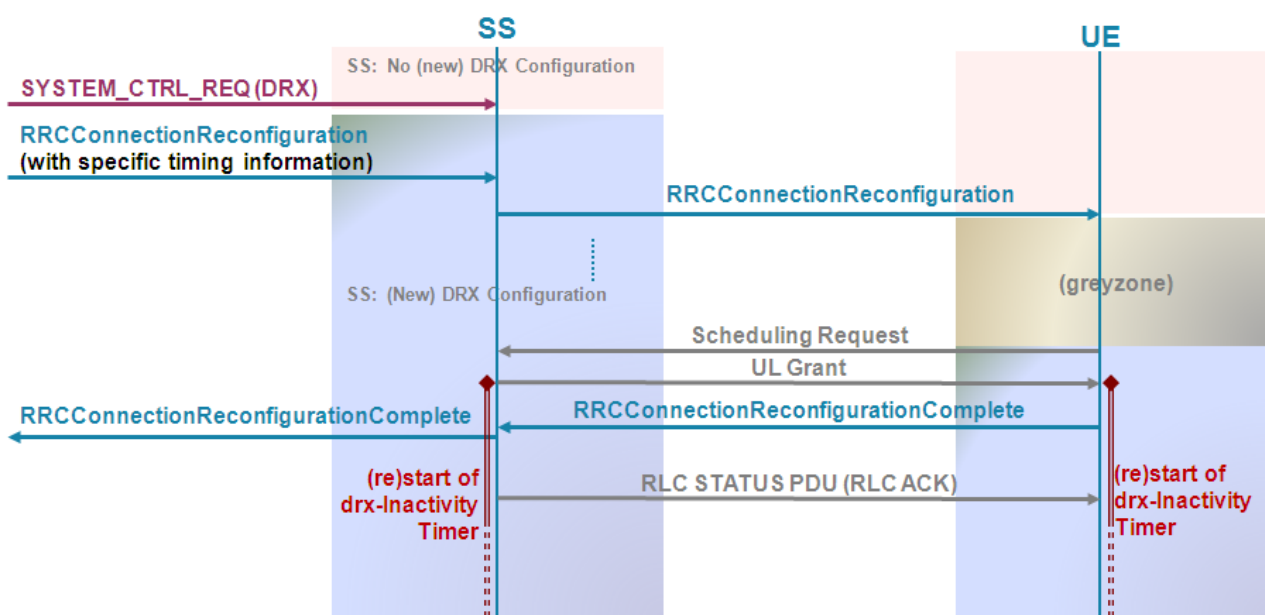 SS
UE
SS: No (new) DRX Configuration
SYSTEM_CTRL_REQ(DRX)
RRCConnectionReconfiguration
(with specific timing information)
RRCConnectionReconfiguration
(greyzone)
SS: (New) DRX Configuration
Scheduling Request
UL Grant
RRCConnectionReconfigurationComplete
RRCConnectionReconfigurationComplete
(re)start of
drx-Inactivity
Timer
RLC STATUS PDU (RLC ACK)
(re)start of
drx-Inactivity
Timer